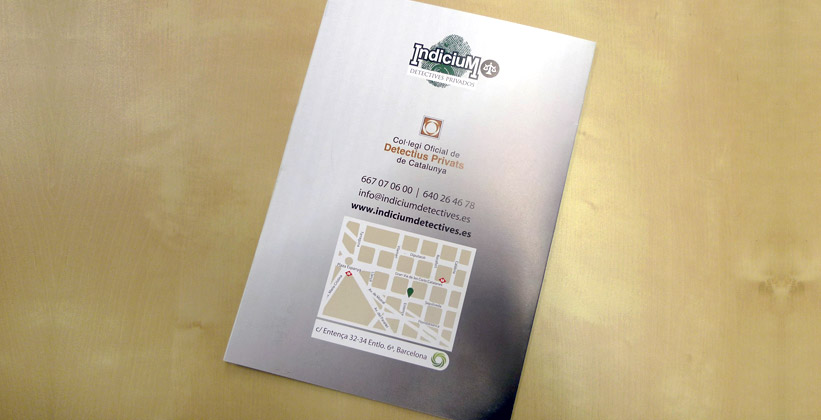 IndiciuM
DETECTIVES PRIVADOS
Col·legi Oficial de
Detectius Privats
de Catalunya
667 07 06 00 | 640 26 46 78
info@indiciumdetectives.es
www.indiciumdetectives.es
c/ Entença 32-34 Entlo. 6ª, Barcelona